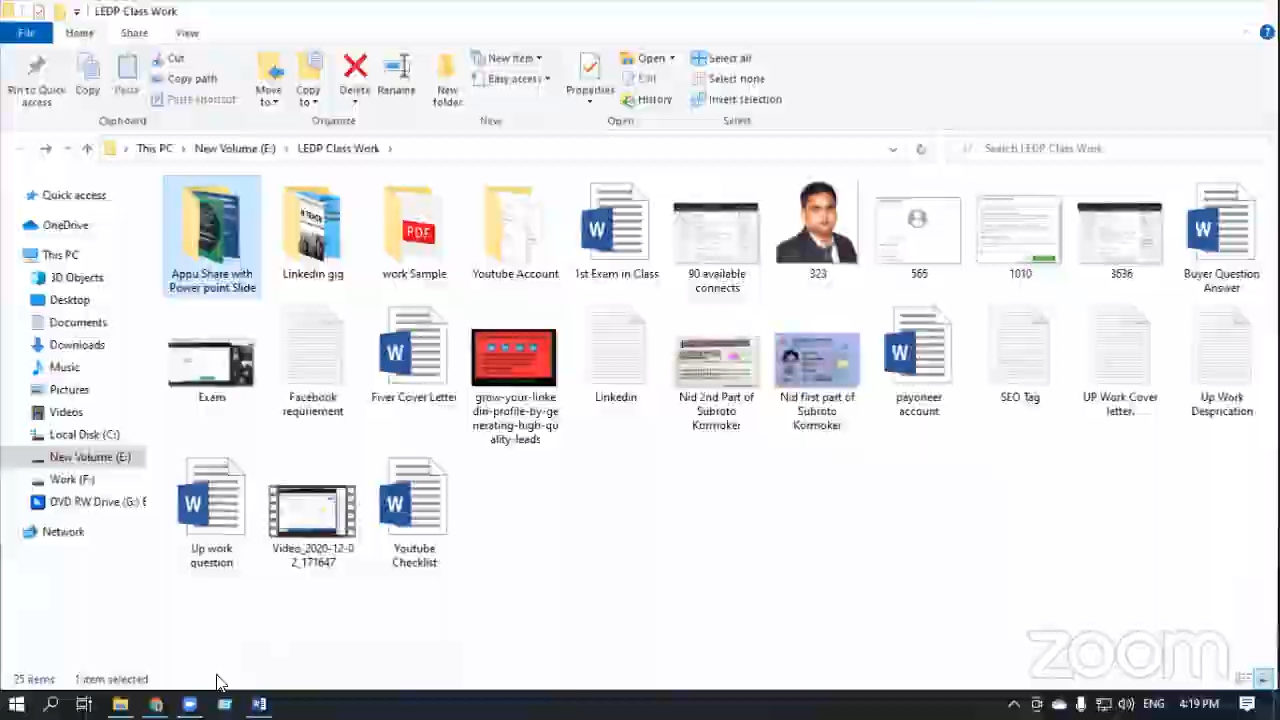 LEDP Class Work
File Home Share View
Pin to Quick access
Copy
Paste
Cut
Copy path
Paste shortcut
Clipboard
Move to
Copy to
Delete
Rename
Organize
New folder
New item
Easy access
New
Properties
Open
Edit
History
Open
Select all
Select none
Invert selection
Select
This PC > New Volume (E:) > LEDP Class Work >
Search LEDP Class Work
Quick access
OneDrive
This PC
3D Objects
Desktop
Documents
Downloads
Music
Pictures
Videos
Local Disk (C:)
New Volume (E:)
Work (F:)
DVD RW Drive (G:) E
Network
Appu Share with
Power point Slide
Linkedin gig
PDF
work Sample
Youtube Account
1st Exam in Class
90 available
connects
323
565
1010
3636
Buyer Question
Answer
Exam
Facebook
requirement
Fiver Cover Letter
grow-your-linke
din-profile-by-ge
nerating-high-qu
ality-leads
Linkedin
Nid 2nd Part of
Subroto
Kormoker
Nid first part of
Subroto
Kormoker
payoneer
account
SEO Tag
UP Work Cover
letter.
Up Work
Desprication
Up work
question
Video_2020-12-0
2_171647
Youtube
Checklist
zoom
25 items 1 item selected
ENG 4:19 PM